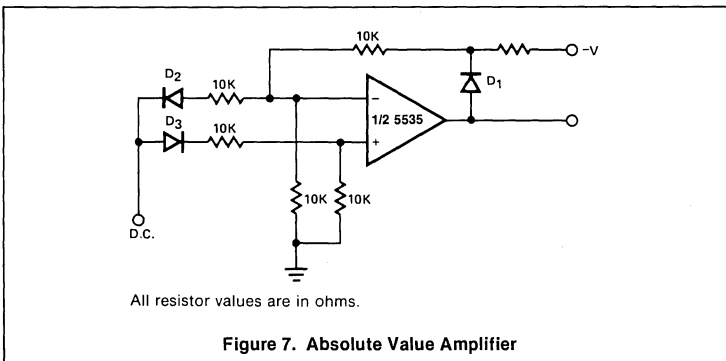 10K
-V
D2
10K
D1
D3
10K
−
1/2 5535
+
10K
10K
D.C.
All resistor values are in ohms.
Figure 7. Absolute Value Amplifier